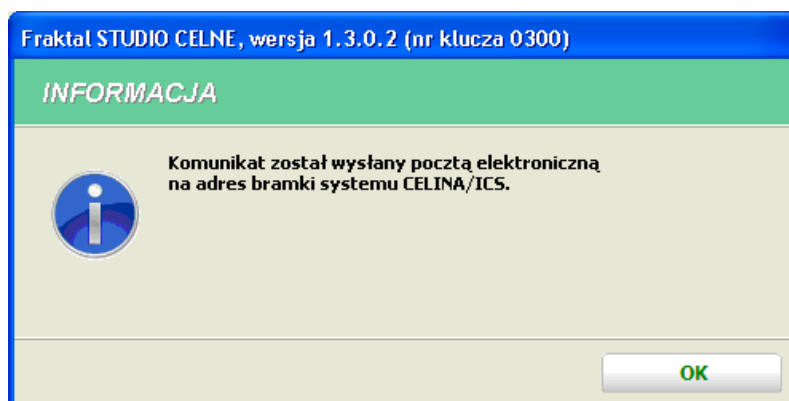 Fraktal STUDIO CELNE, wersja 1.3.0.2 (nr klucza 0300)
INFORMACJA
Komunikat został wysłany pocztą elektroniczną
na adres bramki systemu CELINA/ICS.
OK